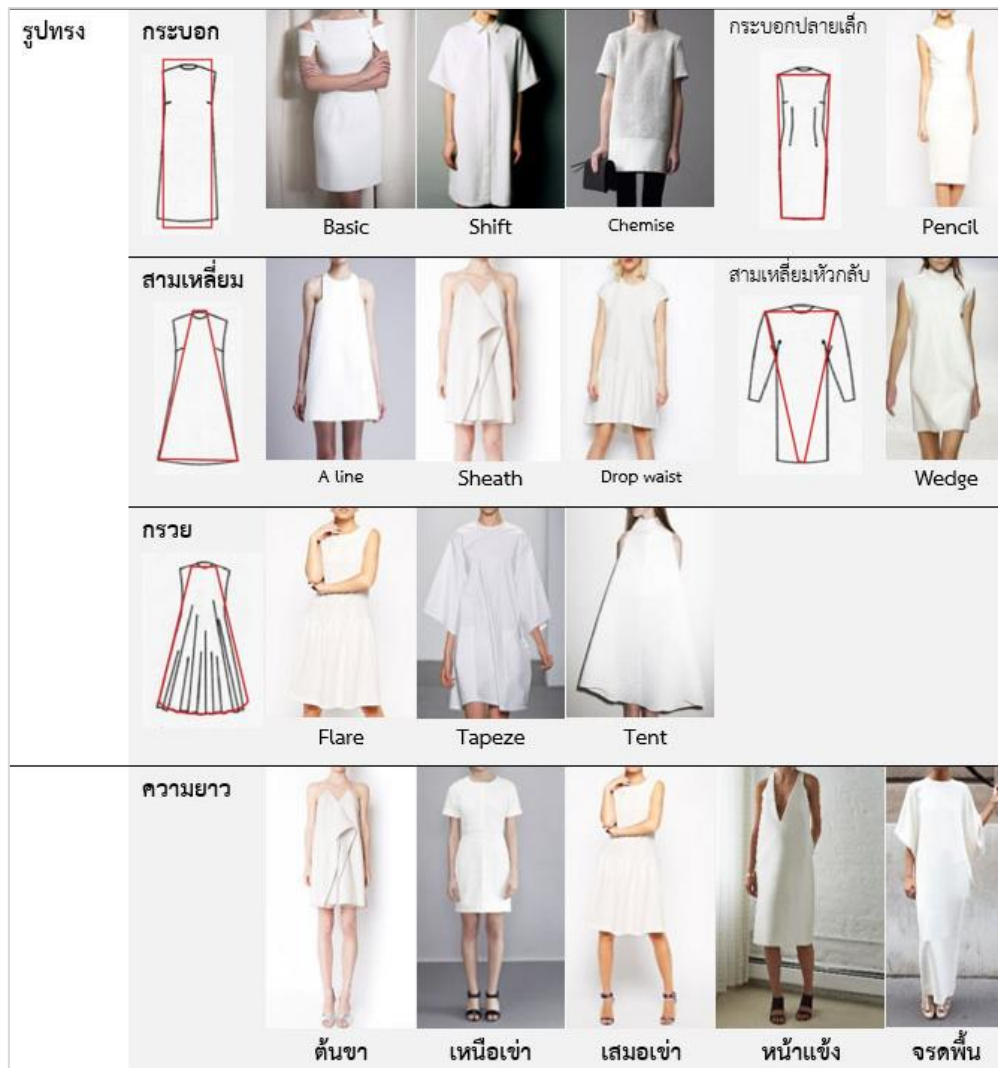 รูปทรง
กระบอก
กระบอกปลายเล็ก
Basic
Shift
Chemise
Pencil
สามเหลี่ยม
สามเหลี่ยมหัวกลับ
A line
Sheath
Drop waist
Wedge
กรวย
Flare
Tapeze
Tent
ความยาว
ต้นขา
เหนือเข่า
เสมอเข่า
หน้าแข้ง
จรดพื้น